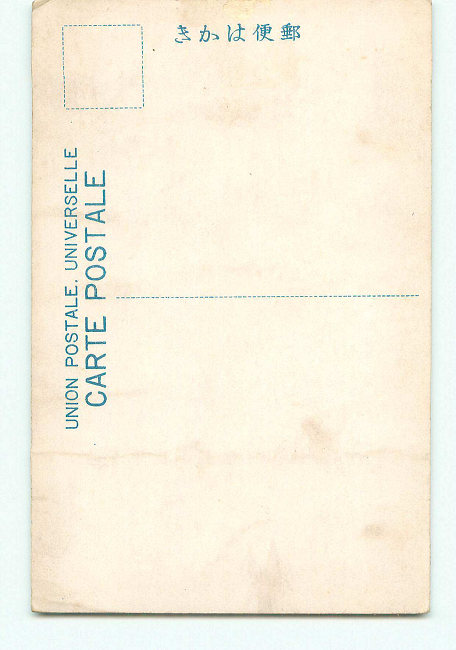 きかは便郵
UNION POSTALE. UNIVERSELLE
CARTE POSTALE